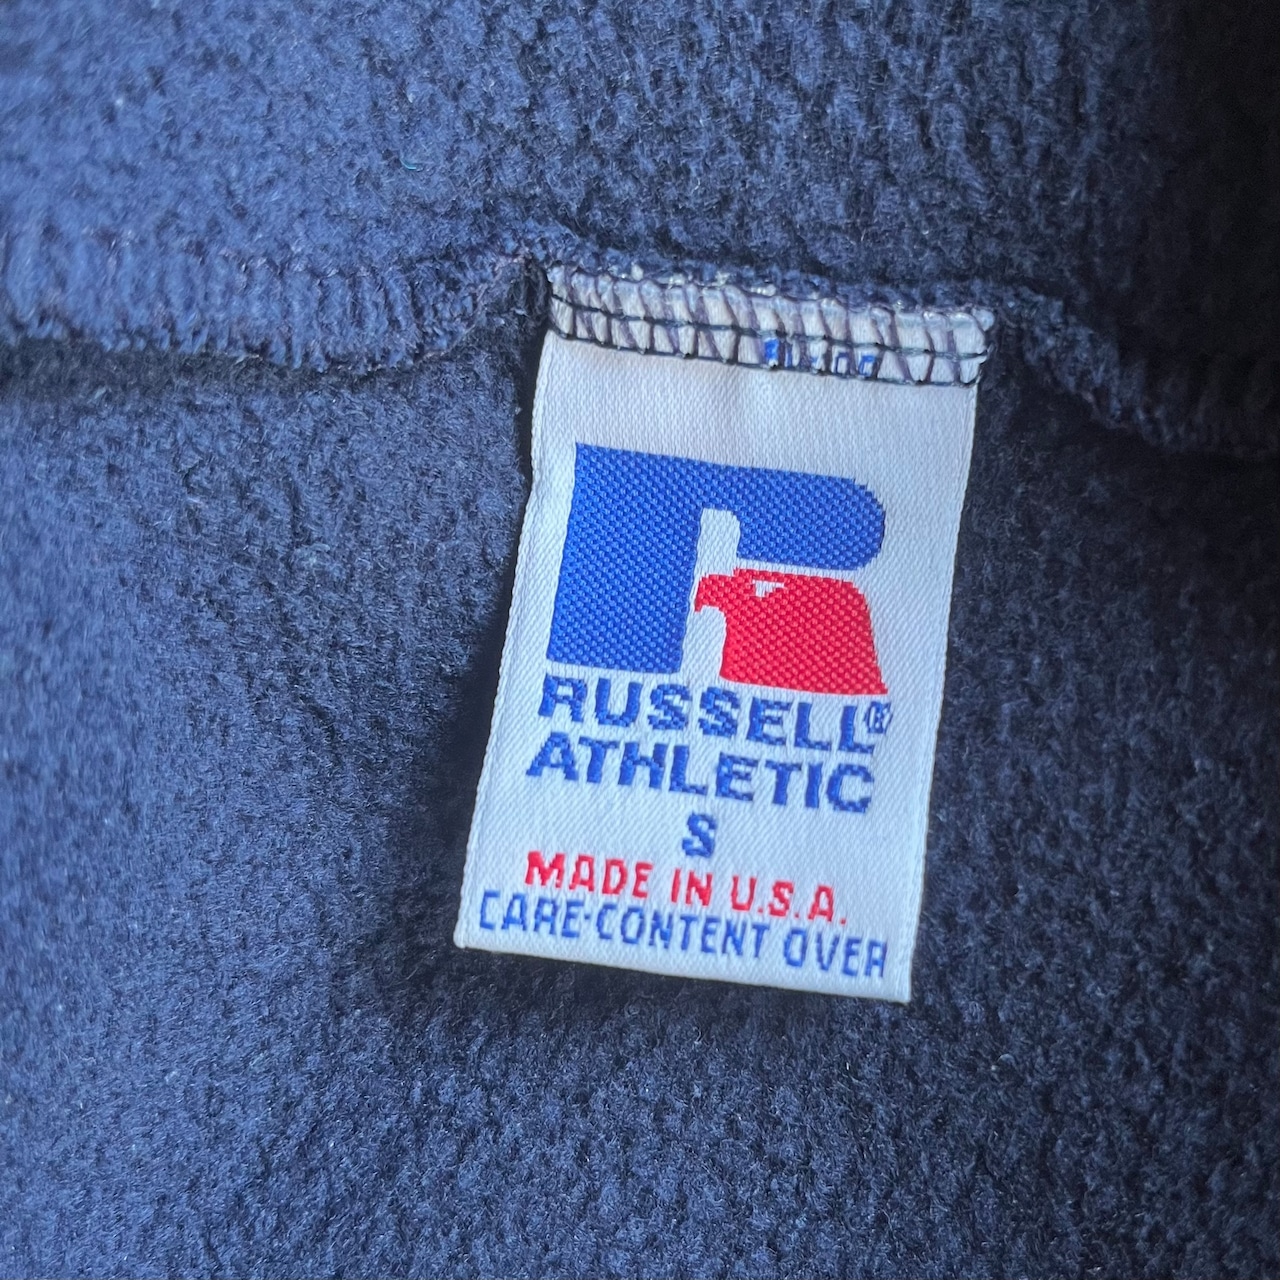 RUSSELL®
ATHLETIC
S
MADE IN U.S.A.
CARE-CONTENT OVER